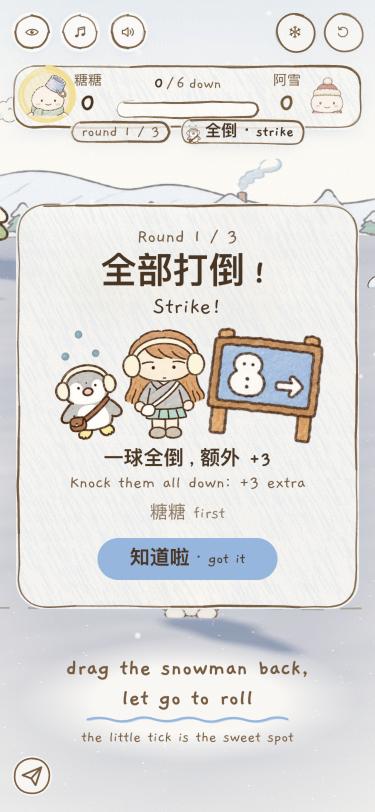 糖糖
0/6 down
阿雪
0
0
round 1 / 3
全倒 · strike
Round 1 / 3
全部打倒！
Strike!
一球全倒，额外 +3
Knock them all down: +3 extra
糖糖 first
知道啦 · got it
drag the snowman back,
let go to roll
the little tick is the sweet spot